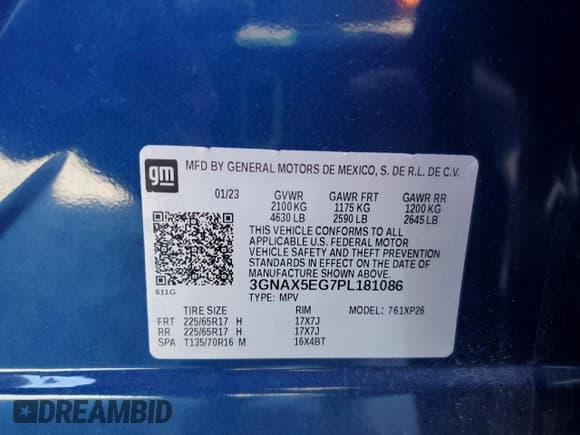 gm
MFD BY GENERAL MOTORS DE MEXICO, S. DE R.L. DE C.V.
01/23 GVWR GAWR FRT GAWR RR
2100 KG 1175 KG 1200 KG
4630 LB 2590 LB 2645 LB
THIS VEHICLE CONFORMS TO ALL
APPLICABLE U.S. FEDERAL MOTOR
VEHICLE SAFETY AND THEFT PREVENTION
STANDARDS IN EFFECT ON THE DATE OF
MANUFACTURE SHOWN ABOVE.
3GNAX5EG7PL181086
611G TYPE: MPV
TIRE SIZE RIM MODEL: 761XP26
FRT 225/65R17 H 17X7J
RR 225/65R17 H 17X7J
SPA T135/70R16 M 16X4BT
DREAMBID